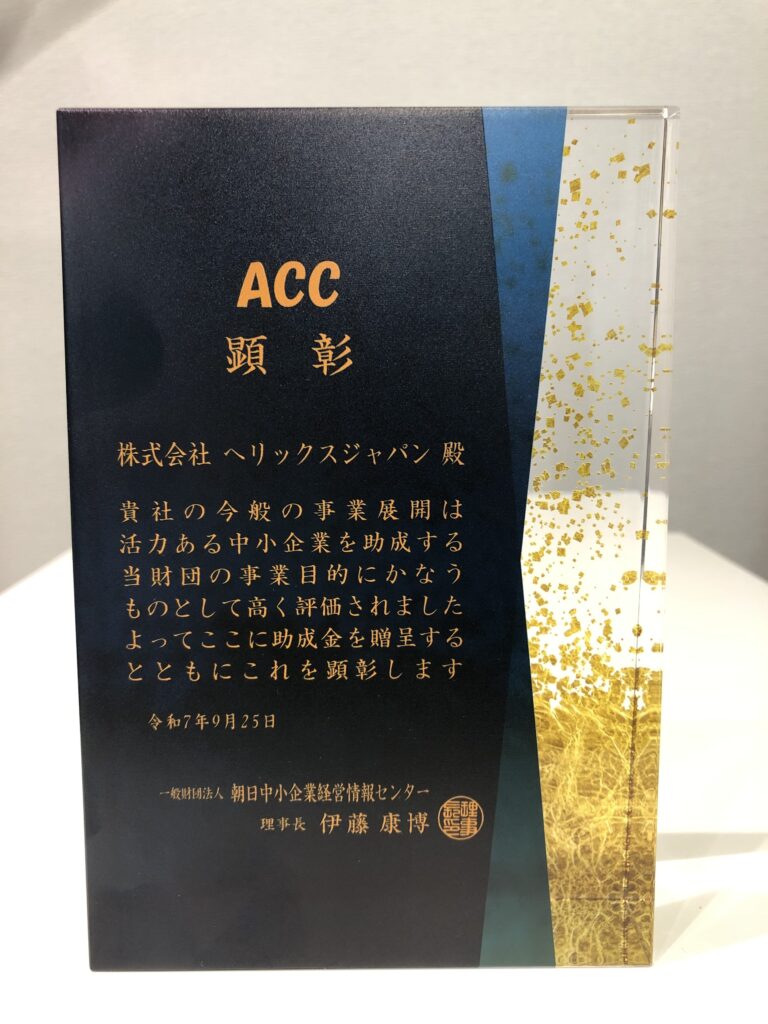 ACC
顕 彰
株式会社 ヘリックスジャパン 殿
貴社の今般の事業展開は
活力ある中小企業を助成する
当財団の事業目的にかなう
ものとして高く評価されました
よってここに助成金を贈呈する
とともにこれを顕彰します
令和7年9月25日
一般財団法人 朝日中小企業経営情報センター
理事長 伊藤 康博